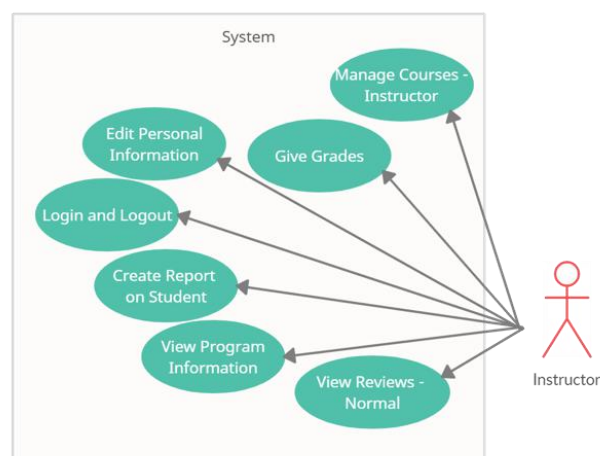 System
Manage Courses -
Instructor
Edit Personal
Information
Give Grades
Login and Logout
Create Report
on Student
View Program
Information
View Reviews -
Normal
Instructor